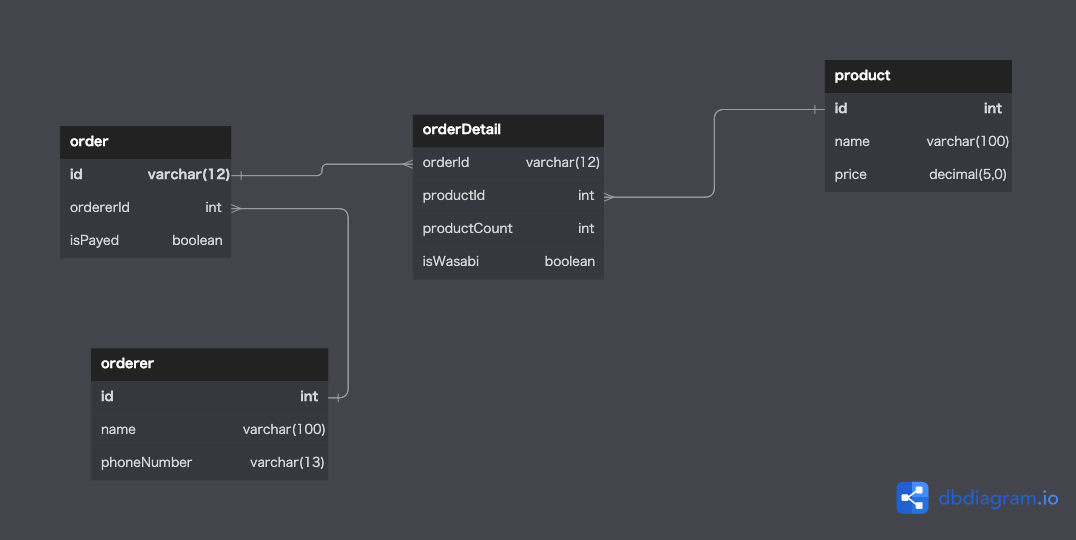 order
id varchar(12)
ordererId int
isPayed boolean
orderDetail
orderId varchar(12)
productId int
productCount int
isWasabi boolean
product
id int
name varchar(100)
price decimal(5,0)
orderer
id int
name varchar(100)
phoneNumber varchar(13)
dbdiagram.io